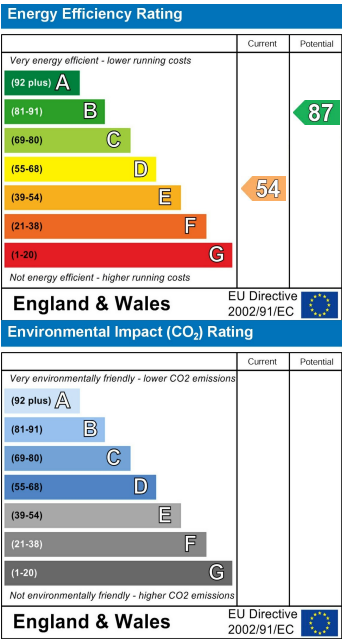 Energy Efficiency Rating
Current Potential
Very energy efficient - lower running costs
(92 plus) A
(81-91) B
87
(69-80) C
(55-68) D
54
(39-54) E
(21-38) F
(1-20) G
Not energy efficient - higher running costs
England & Wales
EU Directive
2002/91/EC
Environmental Impact (CO₂) Rating
Current Potential
Very environmentally friendly - lower CO2 emissions
(92 plus) A
(81-91) B
(69-80) C
(55-68) D
(39-54) E
(21-38) F
(1-20) G
Not environmentally friendly - higher CO2 emissions
England & Wales
EU Directive
2002/91/EC